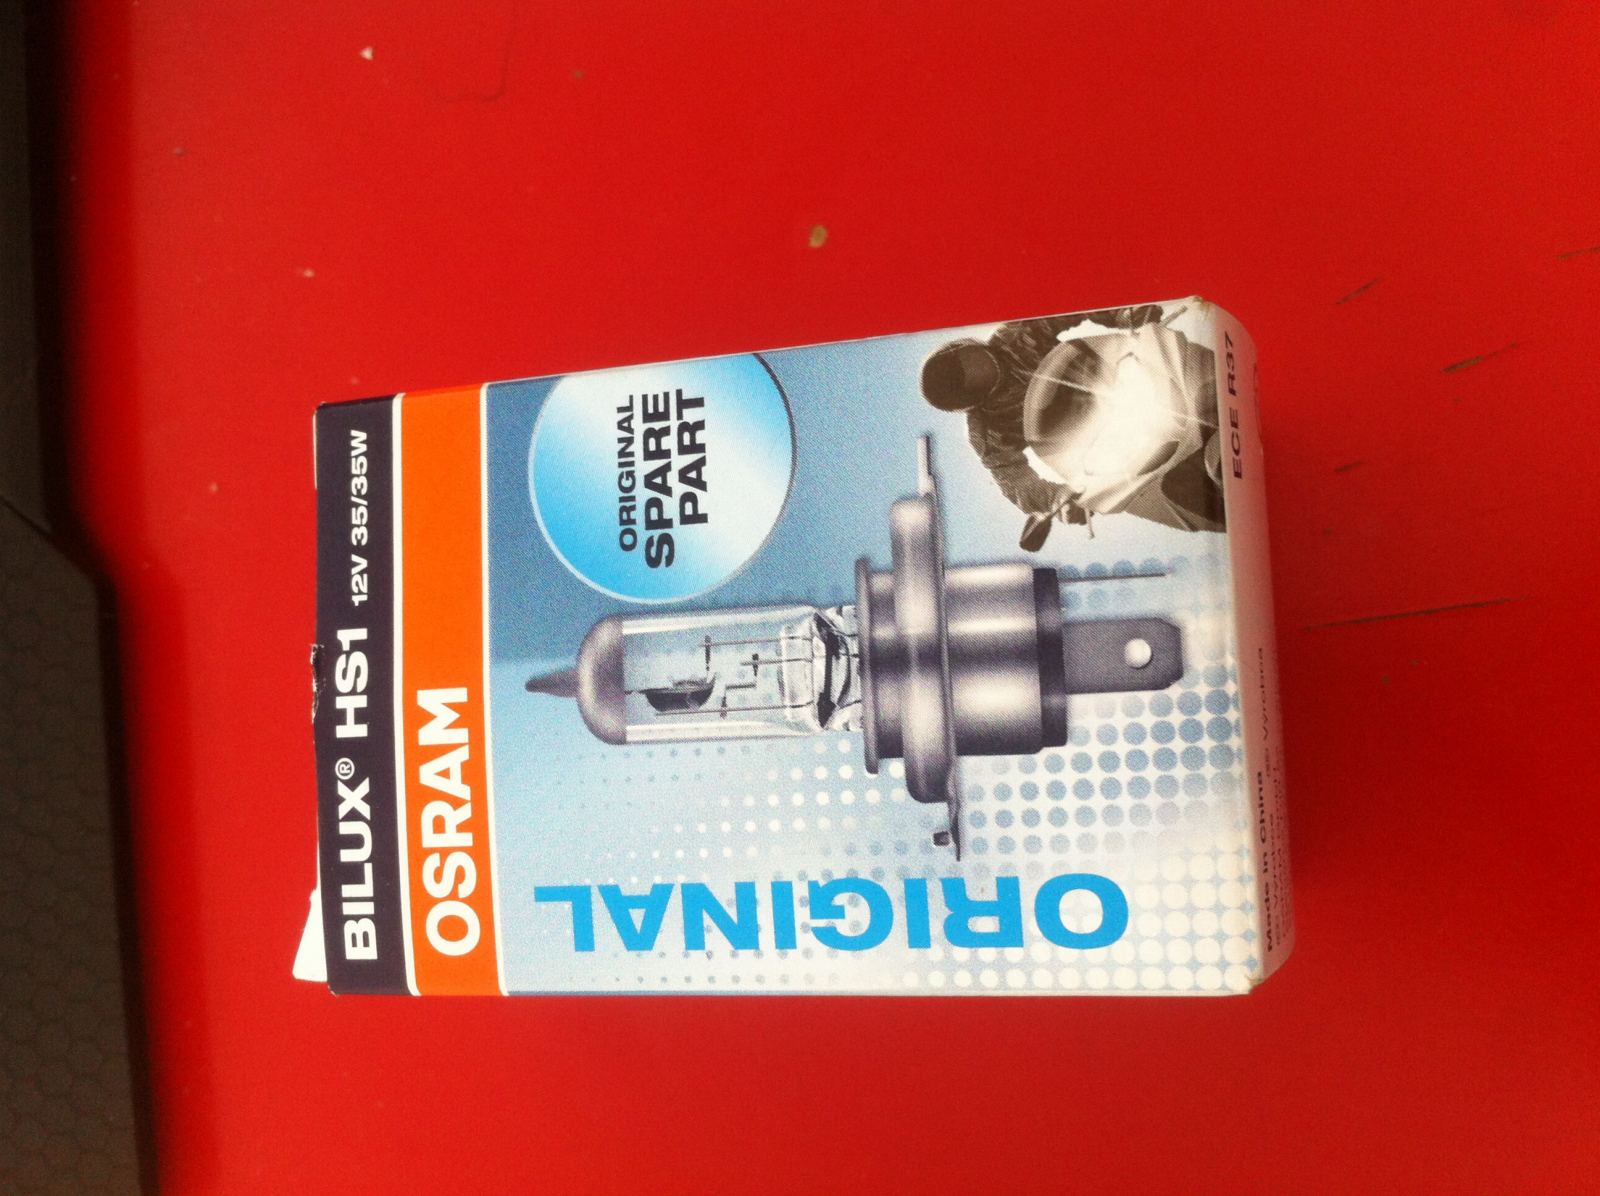 BILUX® HS1 12V 35/35W
OSRAM
ORIGINAL
SPARE
PART
ORIGINAL
ECE R37
Made in China